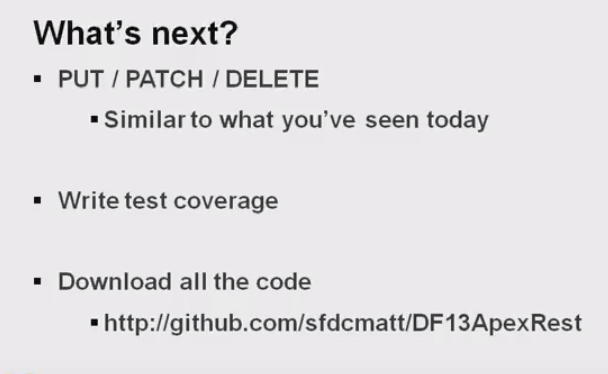 What's next?
▪ PUT / PATCH / DELETE
▪ Similar to what you've seen today
▪ Write test coverage
▪ Download all the code
▪ http://github.com/sfdcmatt/DF13ApexRest